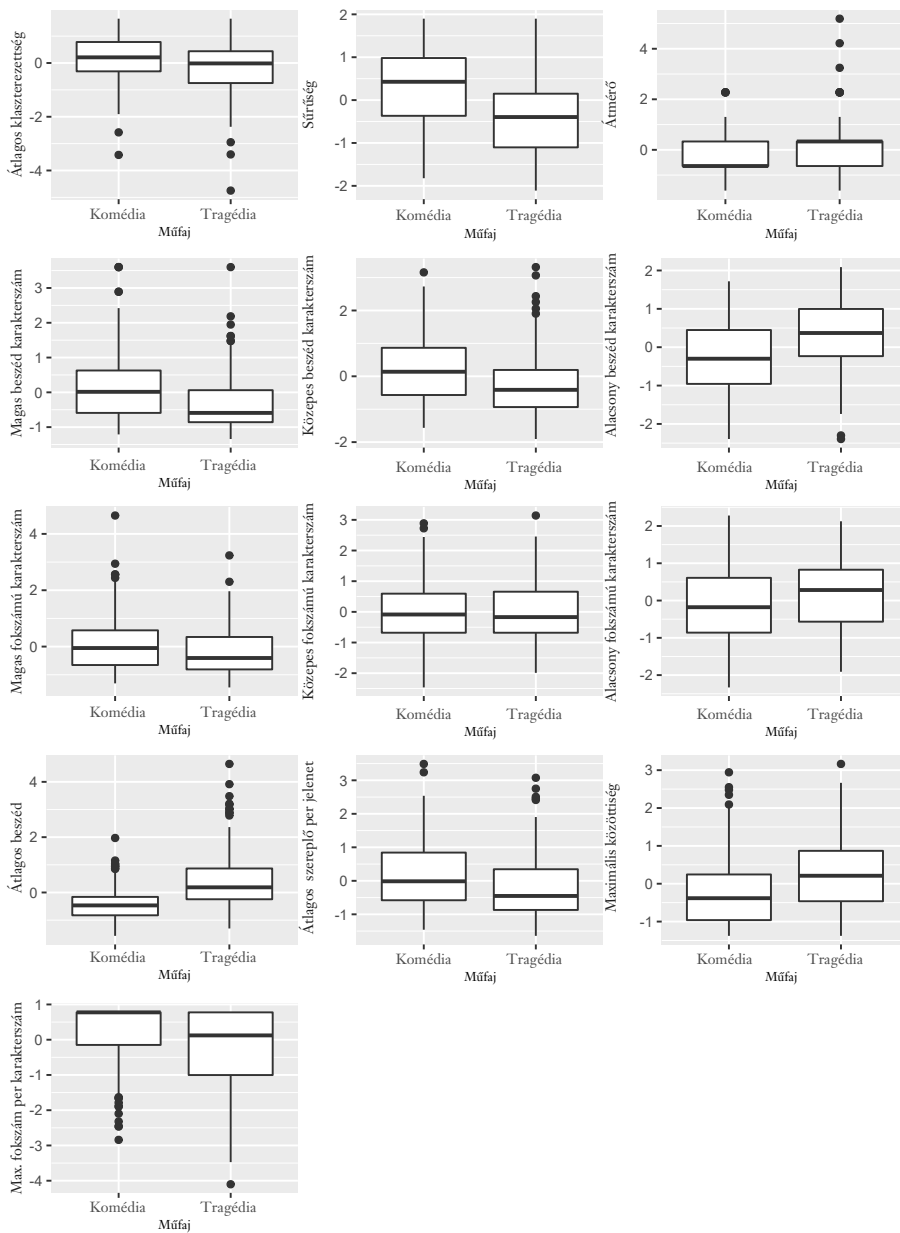 Átlagos klaszterezettség
0
-2
-4
Komédia Tragédia
Műfaj
Sűrűség
2
1
0
-1
-2
Komédia Tragédia
Műfaj
Átmérő
4
2
0
Komédia Tragédia
Műfaj
Magas beszéd karakterszám
3
2
1
0
-1
Komédia Tragédia
Műfaj
Közepes beszéd karakterszám
2
0
-2
Komédia Tragédia
Műfaj
Alacsony beszéd karakterszám
2
1
0
-1
-2
Komédia Tragédia
Műfaj
Magas fokszámú karakterszám
4
2
0
Komédia Tragédia
Műfaj
Közepes fokszámú karakterszám
3
2
1
0
-1
-2
Komédia Tragédia
Műfaj
Alacsony fokszámú karakterszám
2
1
0
-1
-2
Komédia Tragédia
Műfaj
Átlagos beszéd
4
2
0
Komédia Tragédia
Műfaj
Átlagos szereplő per jelenet
3
2
1
0
-1
Komédia Tragédia
Műfaj
Maximális közöttiség
3
2
1
0
-1
Komédia Tragédia
Műfaj
Max. fokszám per karakterszám
1
0
-1
-2
-3
-4
Komédia Tragédia
Műfaj